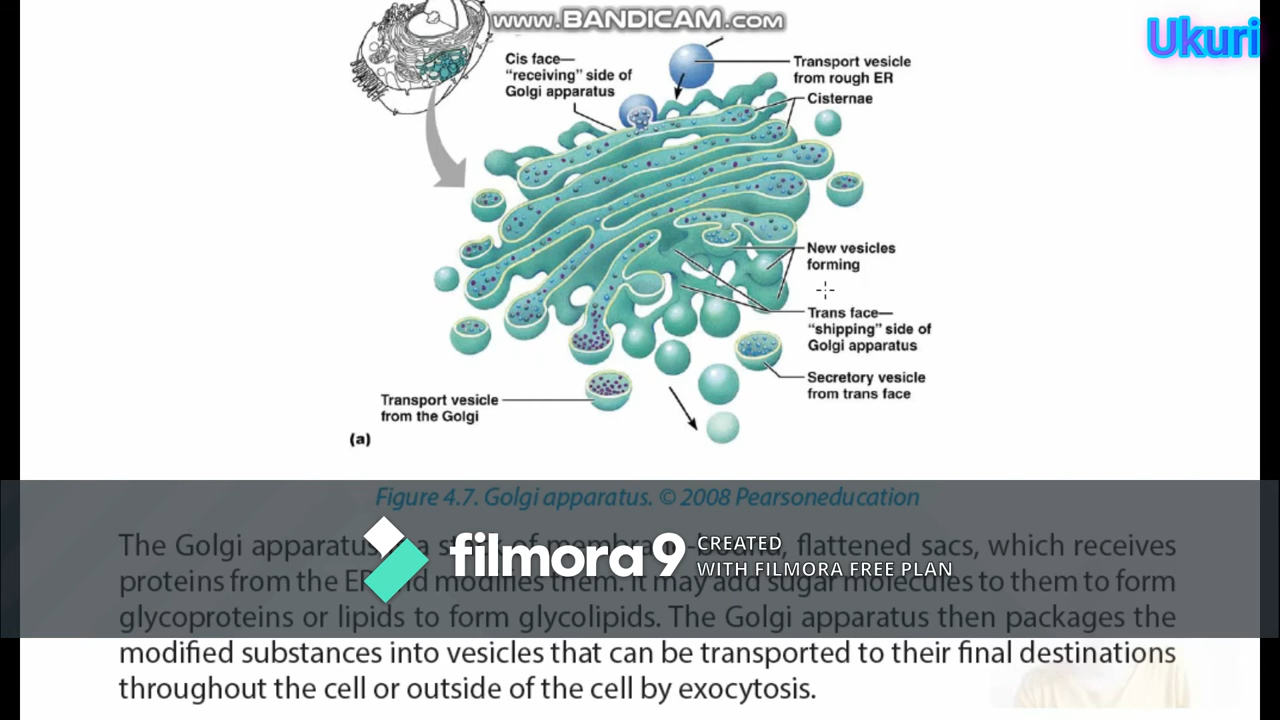 www.BANDICAM.com
Ukuri
Cis face—
"receiving" side of
Golgi apparatus
Transport vesicle
from rough ER
Cisternae
New vesicles
forming
Trans face—
"shipping" side of
Golgi apparatus
Secretory vesicle
from trans face
Transport vesicle
from the Golgi
(a)
Figure 4.7. Golgi apparatus. © 2008 Pearsoneducation
The Golgi apparatus a of flattened sacs, which receives
proteins from the modifies them. It may add sugar molecules to them to form
glycoproteins or lipids to form glycolipids. The Golgi apparatus then packages the
modified substances into vesicles that can be transported to their final destinations
throughout the cell or outside of the cell by exocytosis.
filmora9
CREATED
WITH FILMORA FREE PLAN